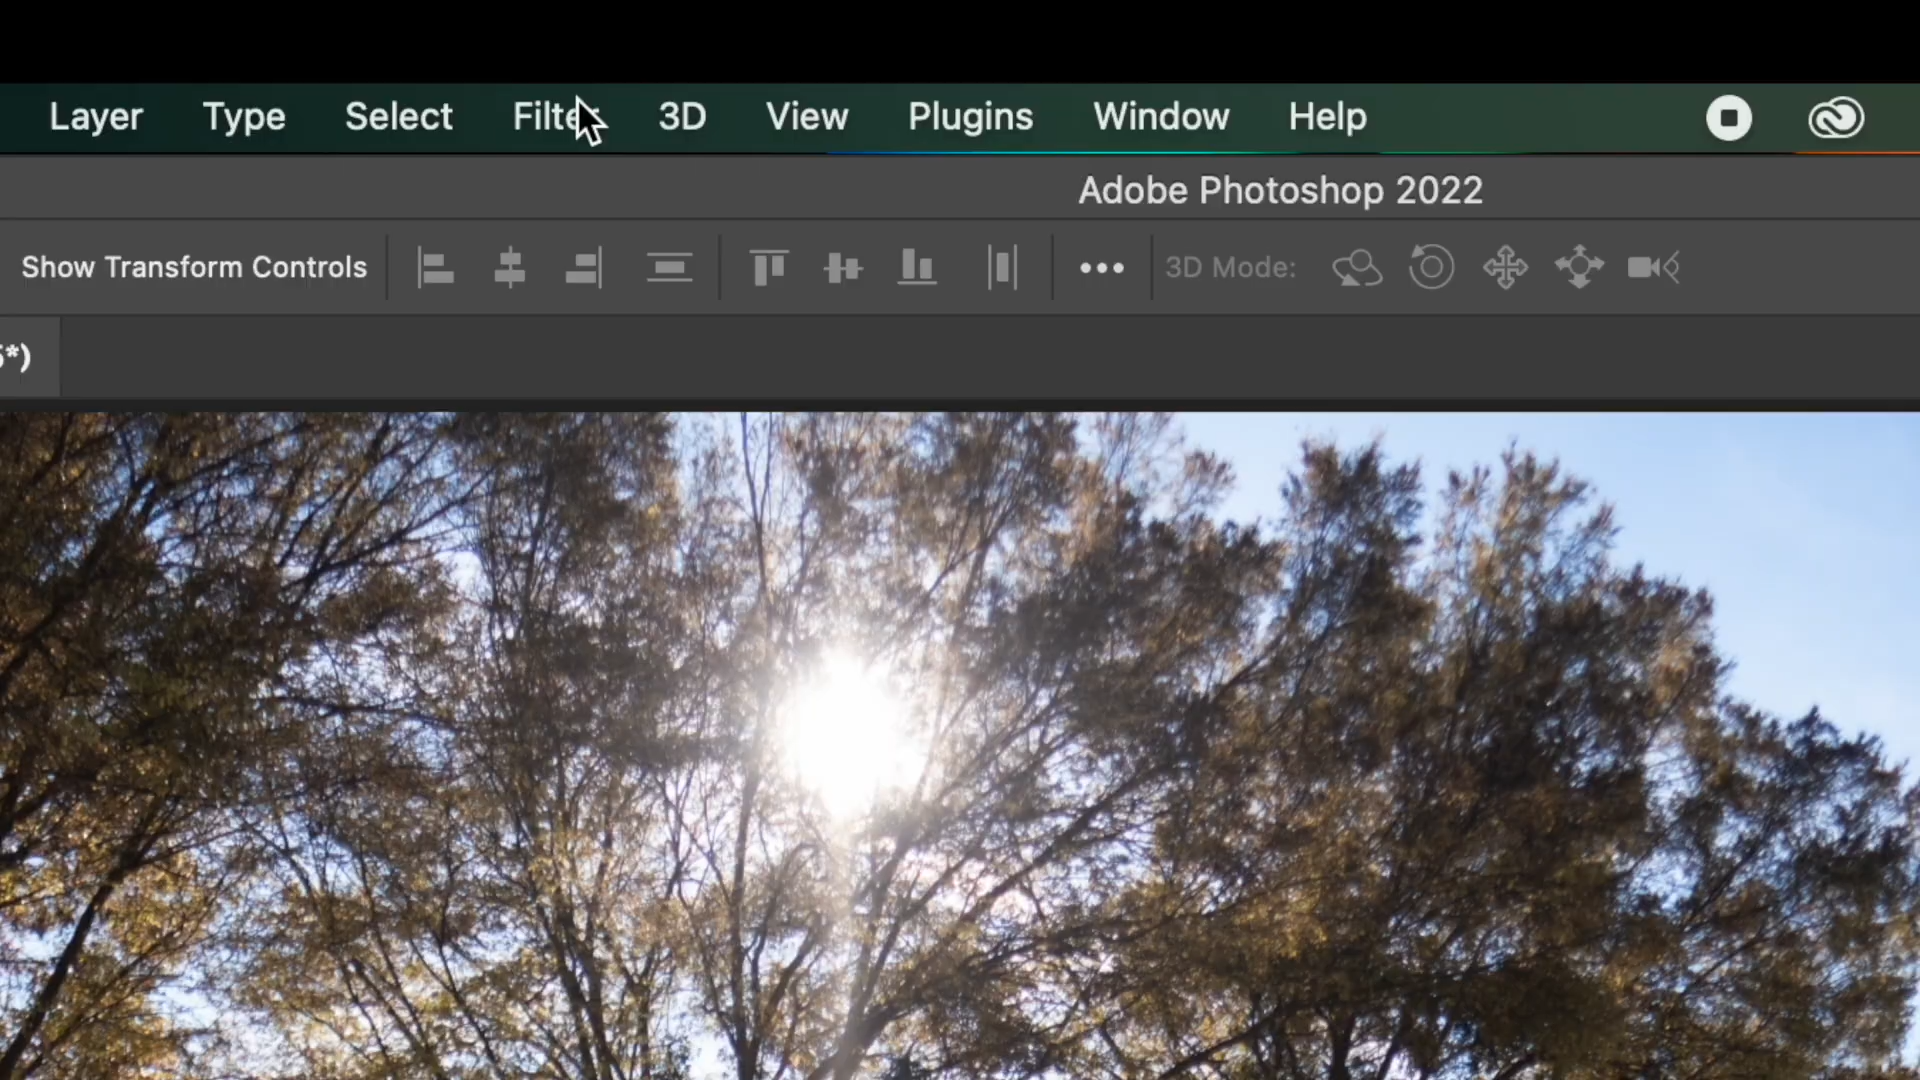 Layer Type Select Filter 3D View Plugins Window Help
Adobe Photoshop 2022
Show Transform Controls 3D Mode:
*)